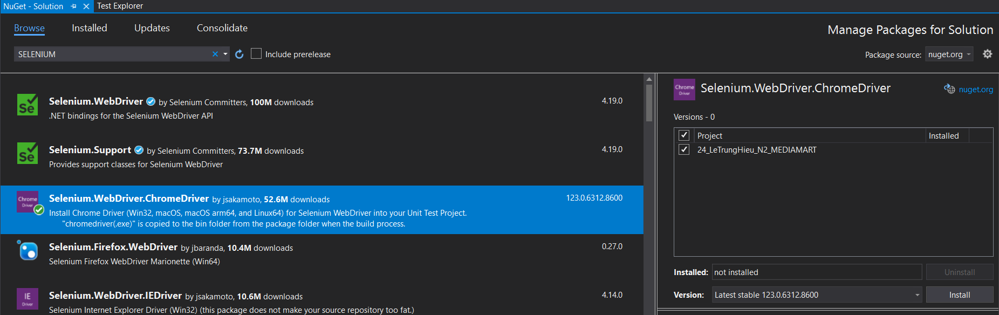 NuGet - Solution
Test Explorer
Browse
Installed
Updates
Consolidate
Manage Packages for Solution
SELENIUM
Include prerelease
Package source: nuget.org
Se
Selenium.WebDriver by Selenium Committers, 100M downloads
4.19.0
.NET bindings for the Selenium WebDriver API
Se
Selenium.Support by Selenium Committers, 73.7M downloads
4.19.0
Provides support classes for Selenium WebDriver
Chrome
Driver
Selenium.WebDriver.ChromeDriver by jsakamoto, 52.6M downloads
123.0.6312.8600
Install Chrome Driver (Win32, macOS, macOS arm64, and Linux64) for Selenium WebDriver into your Unit Test Project.
"chromedriver(.exe)" is copied to the bin folder from the package folder when the build process.
Selenium.Firefox.WebDriver by jbaranda, 10.4M downloads
0.27.0
Selenium Firefox WebDriver Marionette (Win64)
IE
Driver
Selenium.WebDriver.IEDriver by jsakamoto, 10.6M downloads
4.14.0
Selenium Internet Explorer Driver (Win32) (this package does not make your source repository too fat.)
Chrome
Driver
Selenium.WebDriver.ChromeDriver
nuget.org
Versions - 0
Project
Installed
24_LeTrungHieu_N2_MEDIAMART
Installed: not installed
Uninstall
Version: Latest stable 123.0.6312.8600
Install